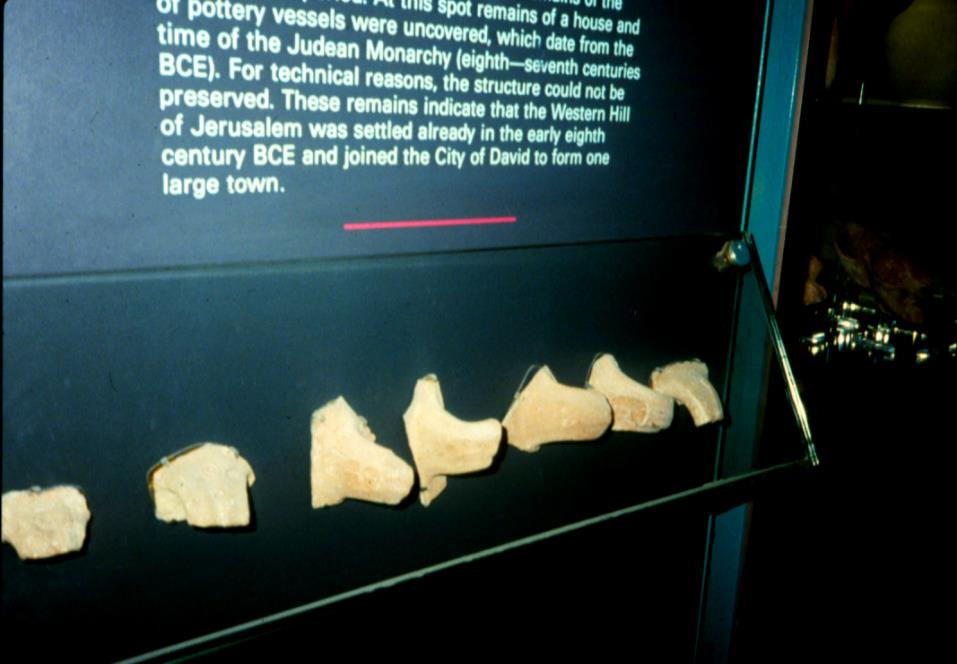 of the
At this spot remains of a house and
of pottery vessels were uncovered, which date from the
time of the Judean Monarchy (eighth—seventh centuries
BCE). For technical reasons, the structure could not be
preserved. These remains indicate that the Western Hill
of Jerusalem was settled already in the early eighth
century BCE and joined the City of David to form one
large town.